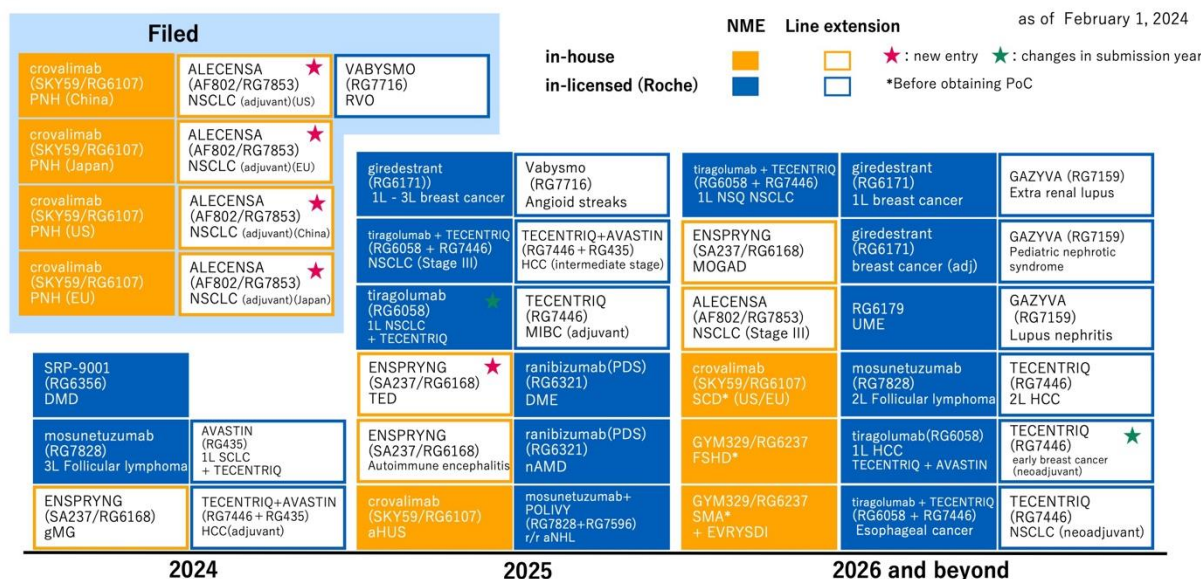 as of February 1, 2024
Filed
NME
Line extension
in-house
in-licensed (Roche)
★: new entry
★: changes in submission year
*Before obtaining PoC
crovalimab
(SKY59/RG6107)
PNH (China)
ALECENSA
(AF802/RG7853)
NSCLC (adjuvant)(US)
VABYSMO
(RG7716)
RVO
crovalimab
(SKY59/RG6107)
PNH (Japan)
ALECENSA
(AF802/RG7853)
NSCLC (adjuvant)(EU)
crovalimab
(SKY59/RG6107)
PNH (US)
ALECENSA
(AF802/RG7853)
NSCLC (adjuvant)(China)
crovalimab
(SKY59/RG6107)
PNH (EU)
ALECENSA
(AF802/RG7853)
NSCLC (adjuvant)(Japan)
SRP-9001
(RG6356)
DMD
mosunetuzumab
(RG7828)
3L Follicular lymphoma
AVASTIN
(RG435)
1L SCLC
+ TECENTRIQ
ENSPRYNG
(SA237/RG6168)
gMG
TECENTRIQ+AVASTIN
(RG7446+RG435)
HCC(adjuvant)
2024
giredestrant
(RG6171))
1L - 3L breast cancer
Vabysmo
(RG7716)
Angioid streaks
tiragolumab + TECENTRIQ
(RG6058 + RG7446)
NSCLC (Stage III)
TECENTRIQ+AVASTIN
(RG7446+RG435)
HCC (intermediate stage)
tiragolumab
(RG6058)
1L NSCLC
+ TECENTRIQ
TECENTRIQ
(RG7446)
MIBC (adjuvant)
ENSPRYNG
(SA237/RG6168)
TED
ranibizumab(PDS)
(RG6321)
DME
ENSPRYNG
(SA237/RG6168)
Autoimmune encephalitis
ranibizumab(PDS)
(RG6321)
nAMD
crovalimab
(SKY59/RG6107)
aHUS
mosunetuzumab+
POLIVY
(RG7828+RG7596)
r/r aNHL
2025
tiragolumab + TECENTRIQ
(RG6058 + RG7446)
1L NSQ NSCLC
giredestrant
(RG6171)
1L breast cancer
GAZYVA (RG7159)
Extra renal lupus
ENSPRYNG
(SA237/RG6168)
MOGAD
giredestrant
(RG6171)
breast cancer (adj)
GAZYVA (RG7159)
Pediatric nephrotic
syndrome
ALECENSA
(AF802/RG7853)
NSCLC (Stage III)
RG6179
UME
GAZYVA
(RG7159)
Lupus nephritis
crovalimab
(SKY59/RG6107)
SCD* (US/EU)
mosunetuzumab
(RG7828)
2L Follicular lymphoma
TECENTRIQ
(RG7446)
2L HCC
GYM329/RG6237
FSHD*
tiragolumab(RG6058)
1L HCC
TECENTRIQ + AVASTIN
TECENTRIQ
(RG7446)
early breast cancer
(neoadjuvant)
GYM329/RG6237
SMA*
+ EVRYSDI
tiragolumab + TECENTRIQ
(RG6058 + RG7446)
Esophageal cancer
TECENTRIQ
(RG7446)
NSCLC (neoadjuvant)
2026 and beyond